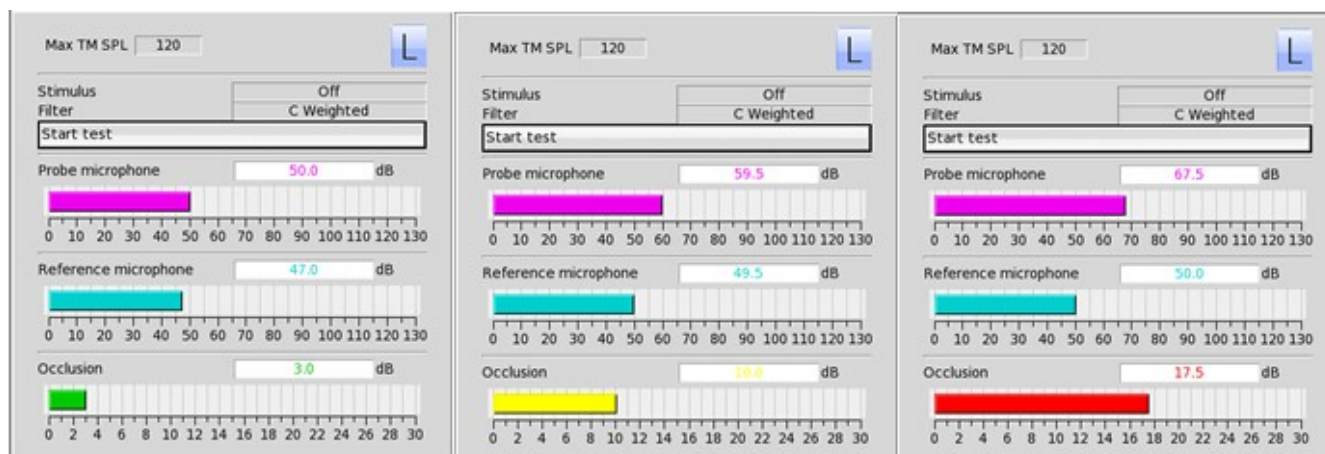 Max TM SPL 120 L
Stimulus Off
Filter C Weighted
Start test
Probe microphone 50.0 dB
0 10 20 30 40 50 60 70 80 90 100 110 120 130
Reference microphone 47.0 dB
0 10 20 30 40 50 60 70 80 90 100 110 120 130
Occlusion 3.0 dB
0 2 4 6 8 10 12 14 16 18 20 22 24 26 28 30
Max TM SPL 120 L
Stimulus Off
Filter C Weighted
Start test
Probe microphone 59.5 dB
0 10 20 30 40 50 60 70 80 90 100 110 120 130
Reference microphone 49.5 dB
0 10 20 30 40 50 60 70 80 90 100 110 120 130
Occlusion 10.0 dB
0 2 4 6 8 10 12 14 16 18 20 22 24 26 28 30
Max TM SPL 120 L
Stimulus Off
Filter C Weighted
Start test
Probe microphone 67.5 dB
0 10 20 30 40 50 60 70 80 90 100 110 120 130
Reference microphone 50.0 dB
0 10 20 30 40 50 60 70 80 90 100 110 120 130
Occlusion 17.5 dB
0 2 4 6 8 10 12 14 16 18 20 22 24 26 28 30